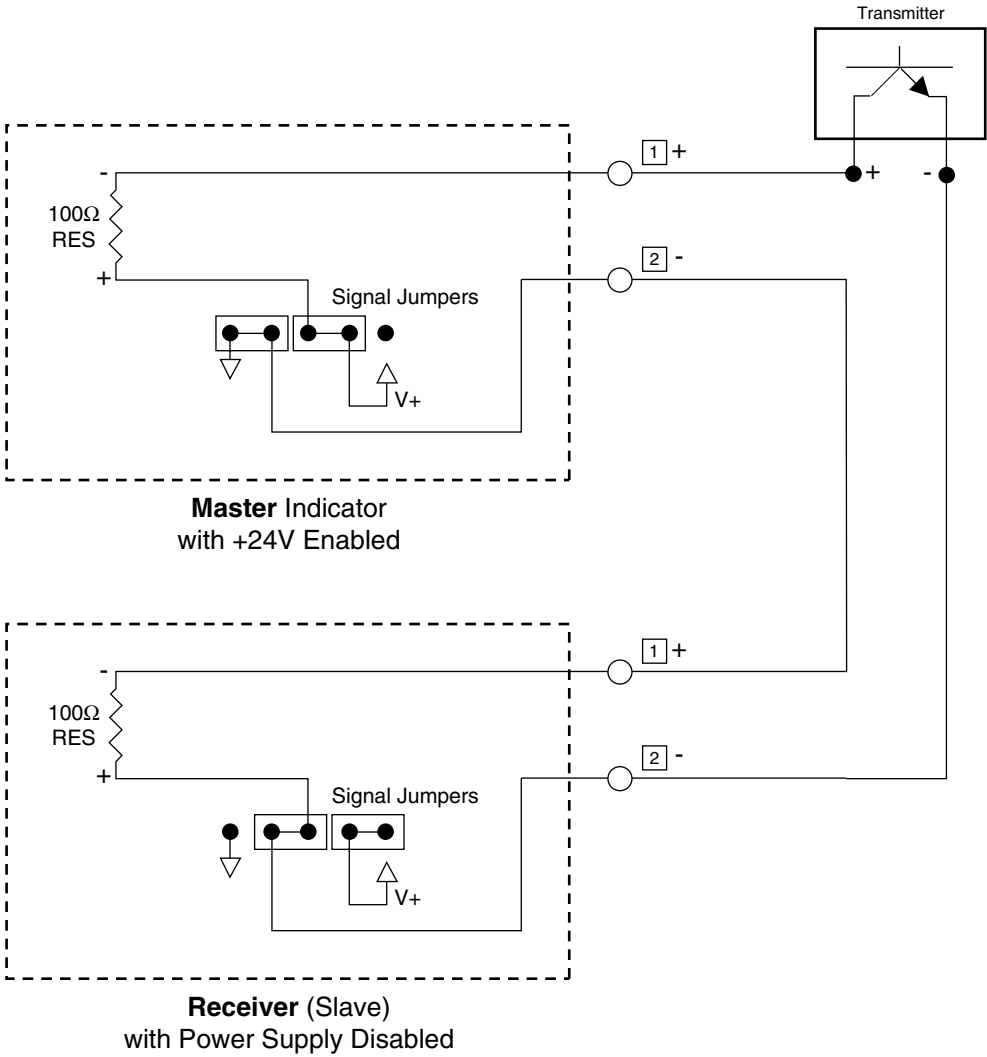 Transmitter
1 +
+ -
-
100Ω
RES
+
2 -
Signal Jumpers
V+
Master Indicator
with +24V Enabled
1 +
-
100Ω
RES
+
2 -
Signal Jumpers
V+
Receiver (Slave)
with Power Supply Disabled